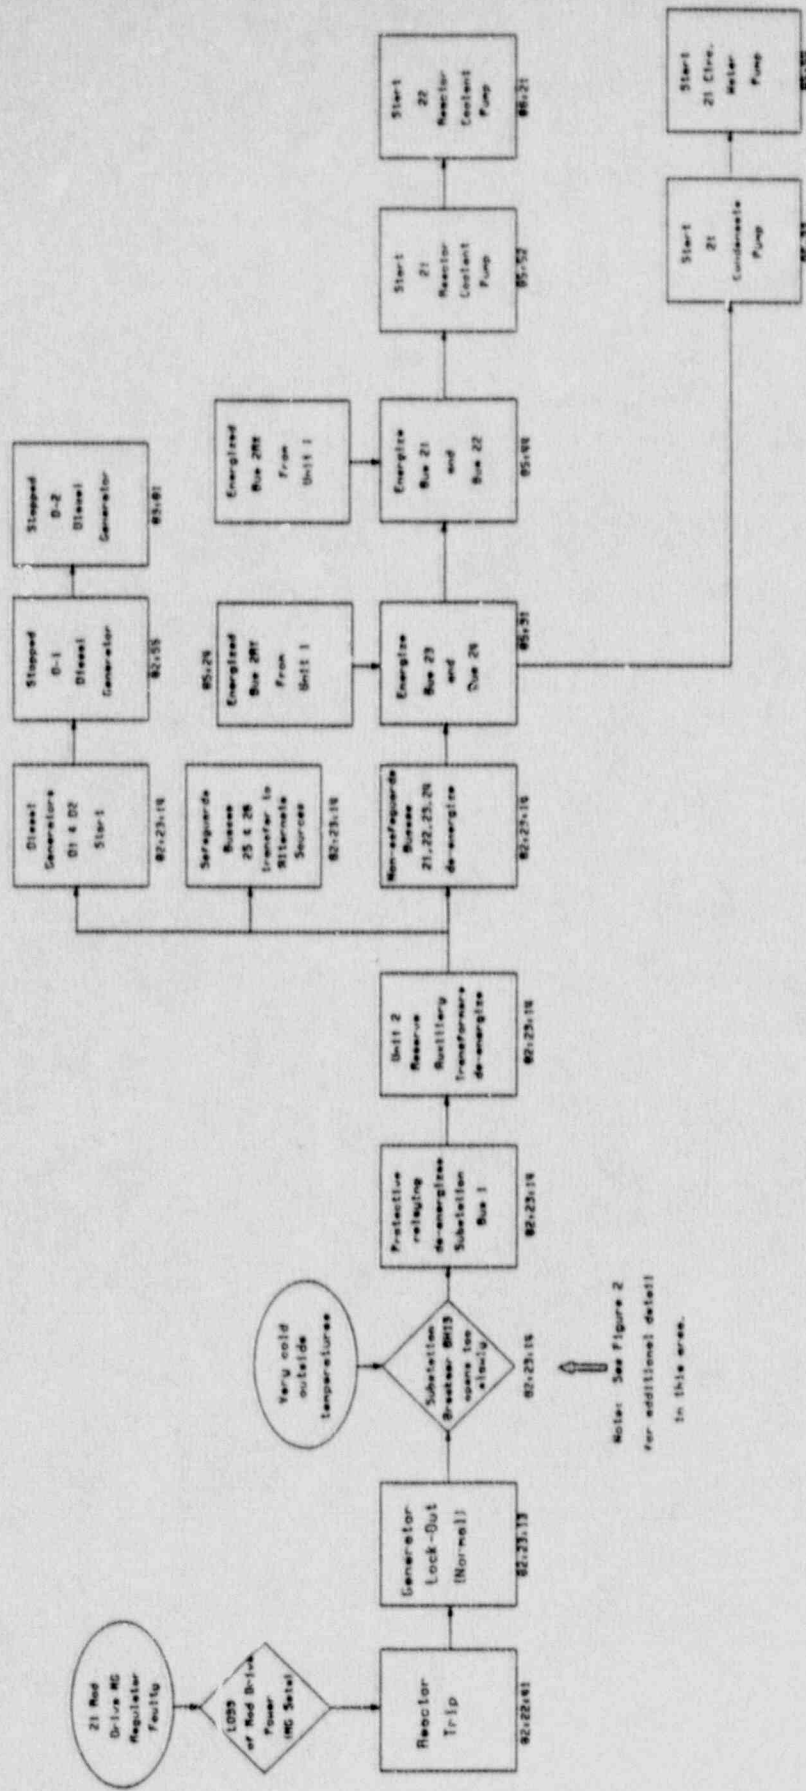 21 Rod
Drive MG
Regulator
Faulty
LOSS
of Rod Drive
Power
(MG Sets)
Reactor
Trip
02:22:41
Generator
Lock-Out
(Normal)
02:23:13
Very cold
outside
temperatures
Substation
Breaker 8H13
opens too
slowly
02:23:14
Note: See Figure 2
for additional detail
in this area.
Protective
relaying
de-energizes
Substation
Bus 1
02:23:14
Unit 2
Reserve
Auxiliary
Transformers
de-energize
02:23:14
Diesel
Generators
D1 & D2
Start
02:23:14
Safeguards
Busses
25 & 26
transfer to
Alternate
Sources
02:23:14
Non-safeguards
Busses
21,22,23,24
de-energize
02:23:14
Stopped
D-1
Diesel
Generator
02:55
Stopped
D-2
Diesel
Generator
03:01
05:24
Energized
Bus 2RY
From
Unit 1
Energize
Bus 23
and
Bus 24
05:31
Energized
Bus 2RX
From
Unit 1
Energize
Bus 21
and
Bus 22
05:44
Start
21
Reactor
Coolant
Pump
05:52
Start
22
Reactor
Coolant
Pump
06:21
Start
21
Condensate
Pump
Start
21 Circ.
Water
Pump